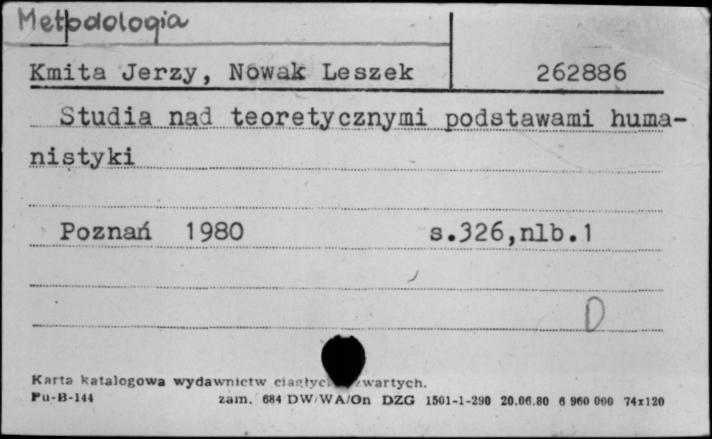 Metodologia
Kmita Jerzy, Nowak Leszek 262886
Studia nad teoretycznymi podstawami huma-
nistyki
Poznań 1980 s.326,nlb.1
D
Karta katalogowa wydawnictw zwartych.
Pu-B-144 zam. 684 DW/WA/On DZG 1501-1-290 20.06.80 6 960 000 74x120